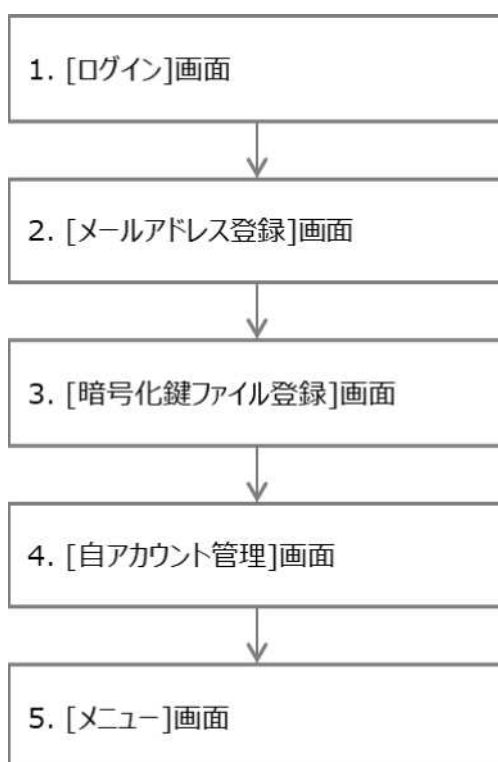 1. [ログイン]画面
2. [メールアドレス登録]画面
3. [暗号化鍵ファイル登録]画面
4. [自アカウント管理]画面
5. [メニュー]画面